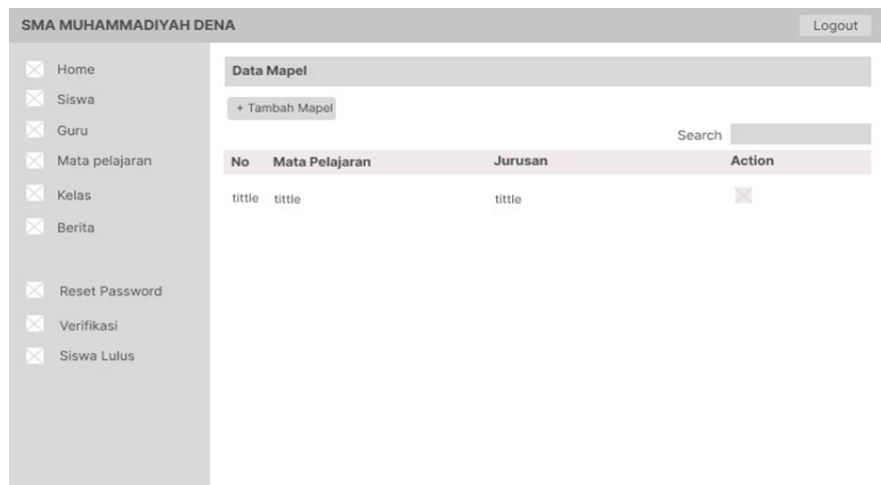 SMA MUHAMMADIYAH DENA
Logout
Home
Siswa
Guru
Mata pelajaran
Kelas
Berita
Reset Password
Verifikasi
Siswa Lulus
Data Mapel
+ Tambah Mapel
Search
No Mata Pelajaran Jurusan Action
tittle tittle tittle